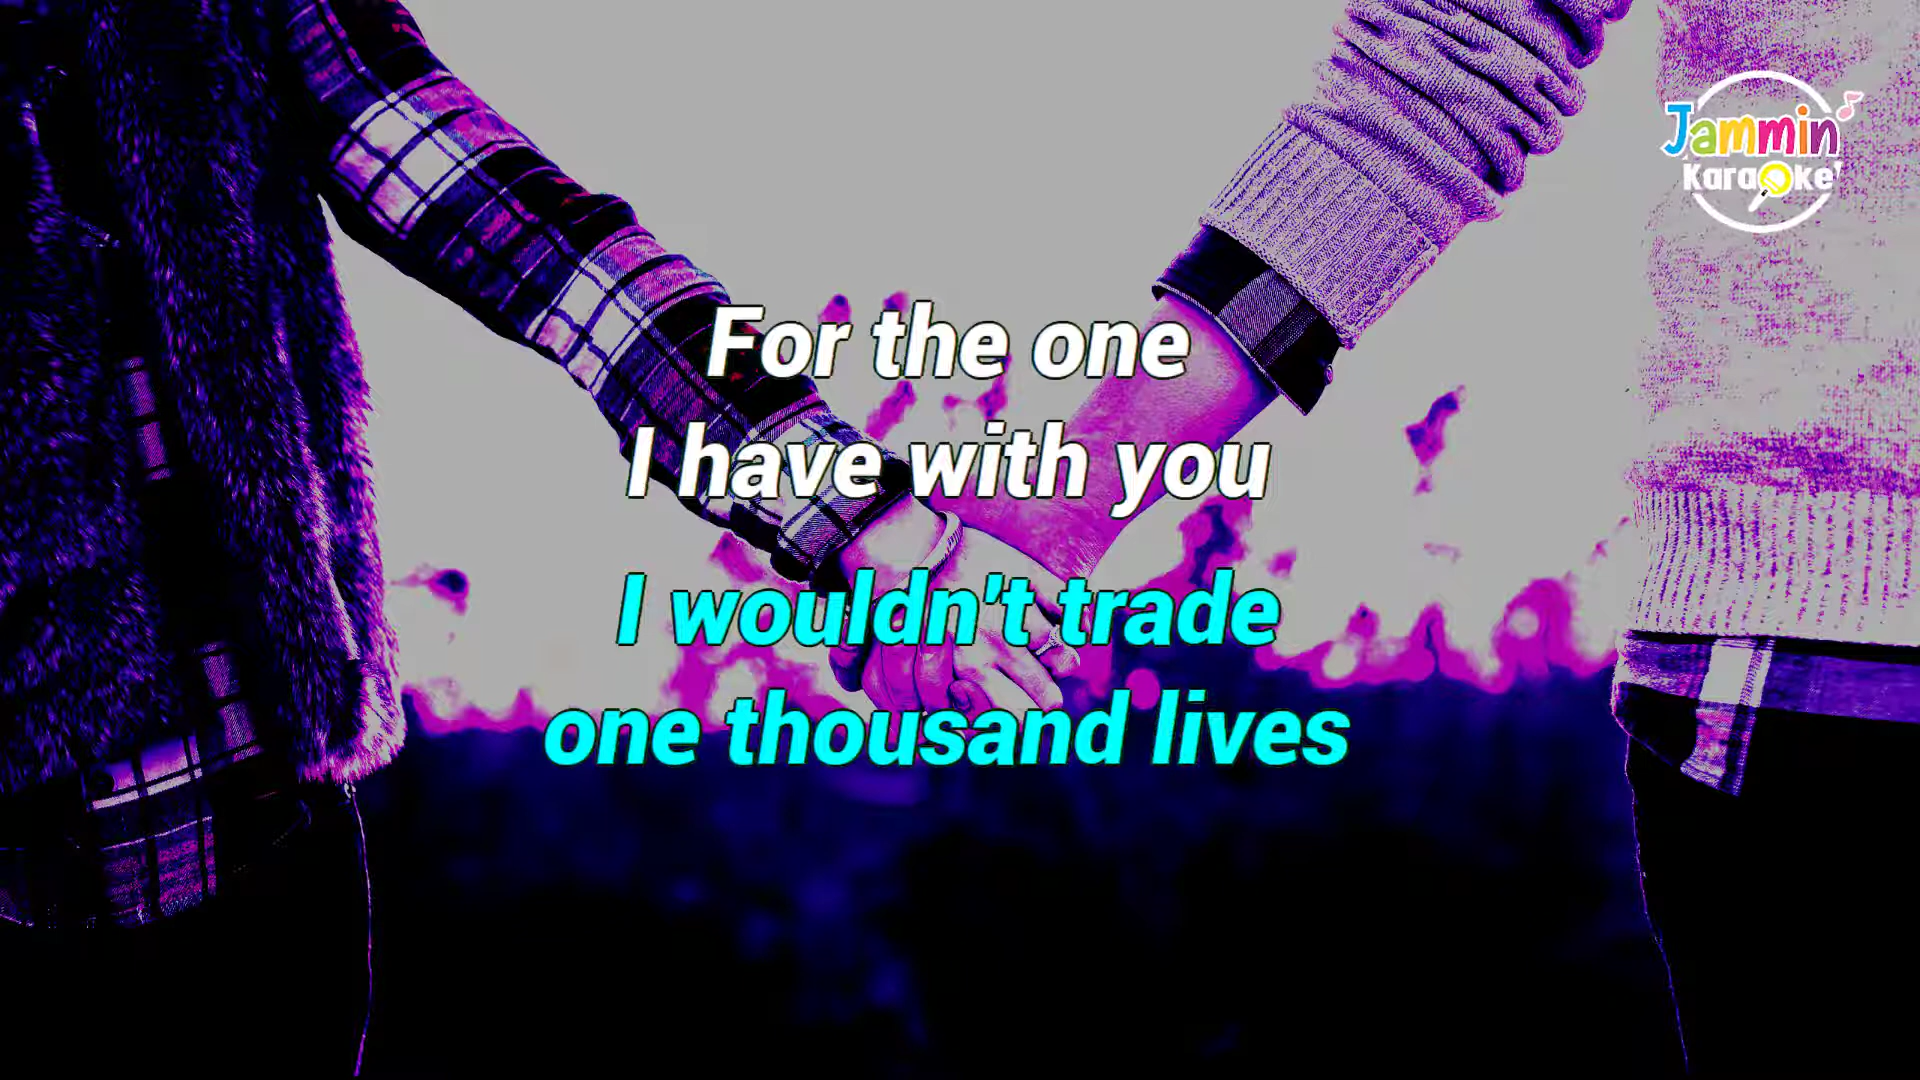 Jammin
Karaoke
For the one
I have with you
I wouldn't trade
one thousand lives